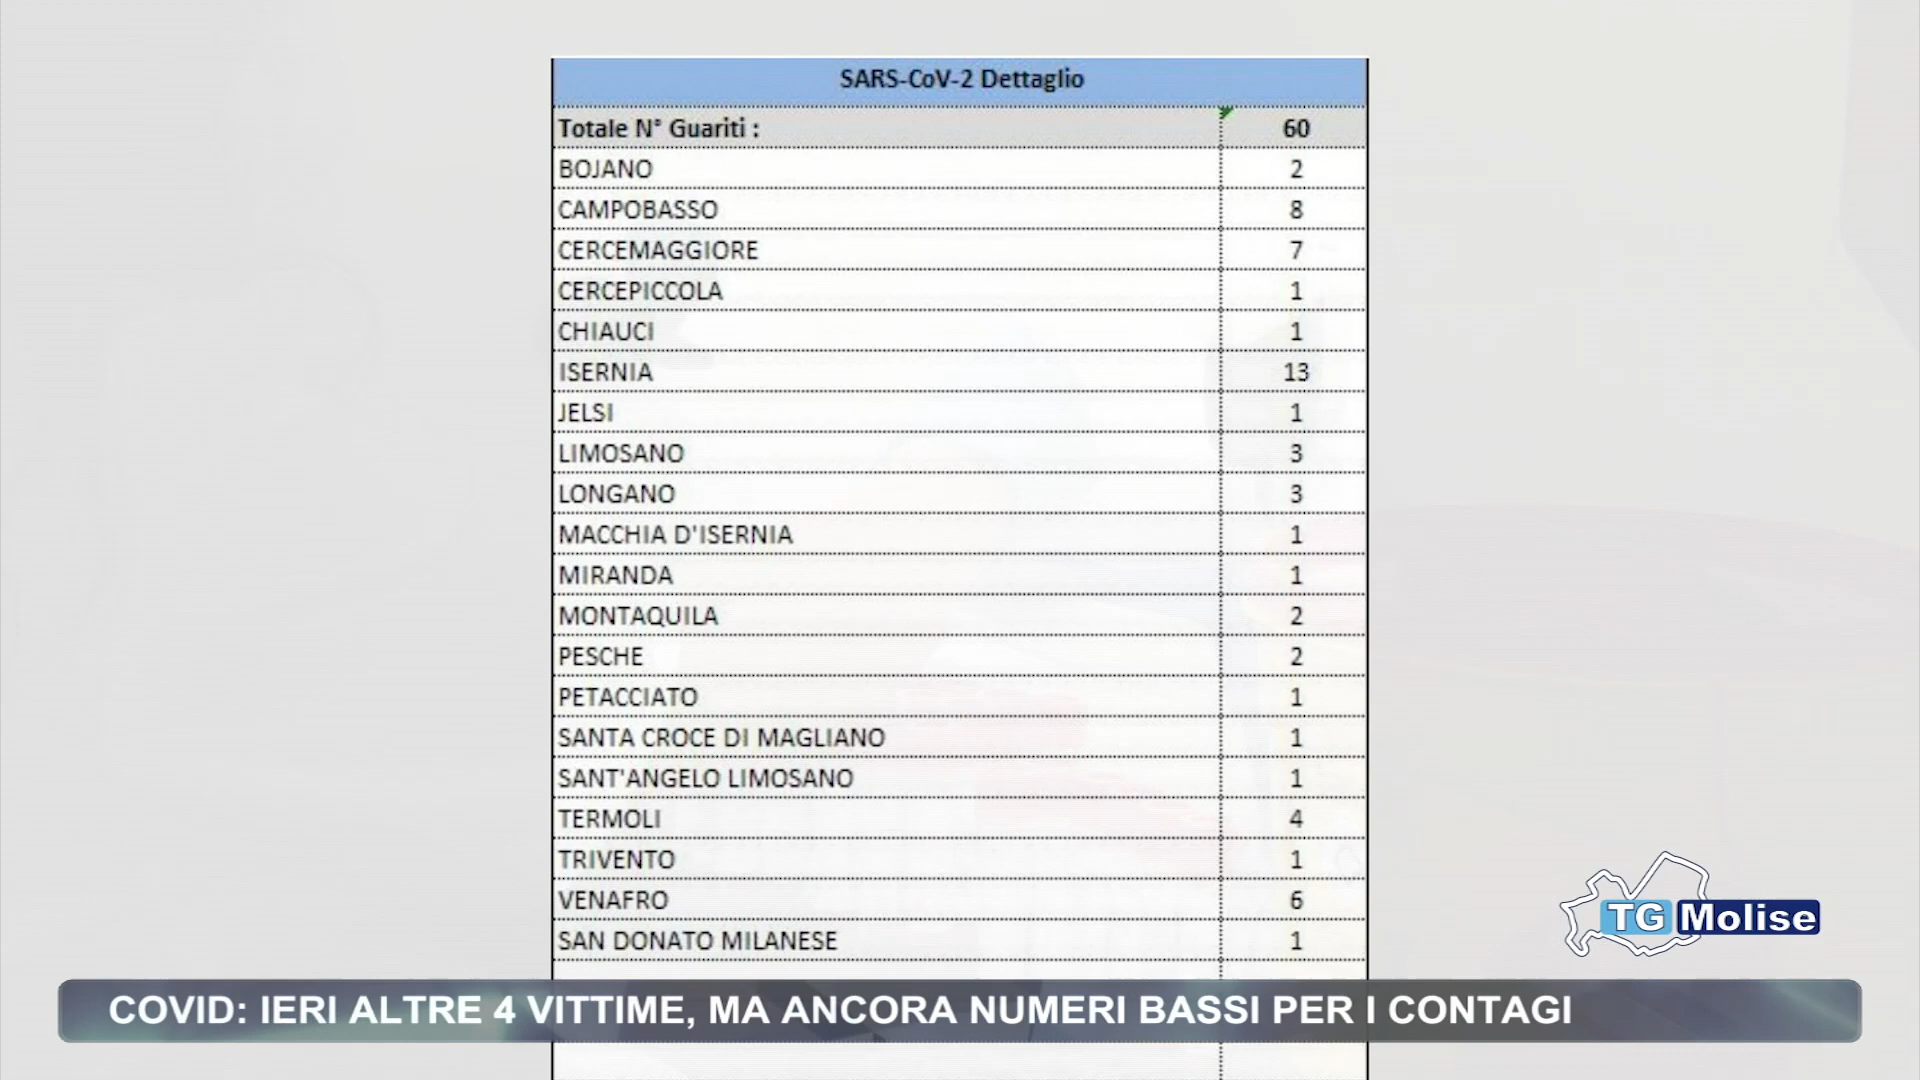 SARS-CoV-2 Dettaglio
Totale N° Guariti : 60
BOJANO 2
CAMPOBASSO 8
CERCEMAGGIORE 7
CERCEPICCOLA 1
CHIAUCI 1
ISERNIA 13
JELSI 1
LIMOSANO 3
LONGANO 3
MACCHIA D'ISERNIA 1
MIRANDA 1
MONTAQUILA 2
PESCHE 2
PETACCIATO 1
SANTA CROCE DI MAGLIANO 1
SANT'ANGELO LIMOSANO 1
TERMOLI 4
TRIVENTO 1
VENAFRO 6
SAN DONATO MILANESE 1
TG Molise
COVID: IERI ALTRE 4 VITTIME, MA ANCORA NUMERI BASSI PER I CONTAGI